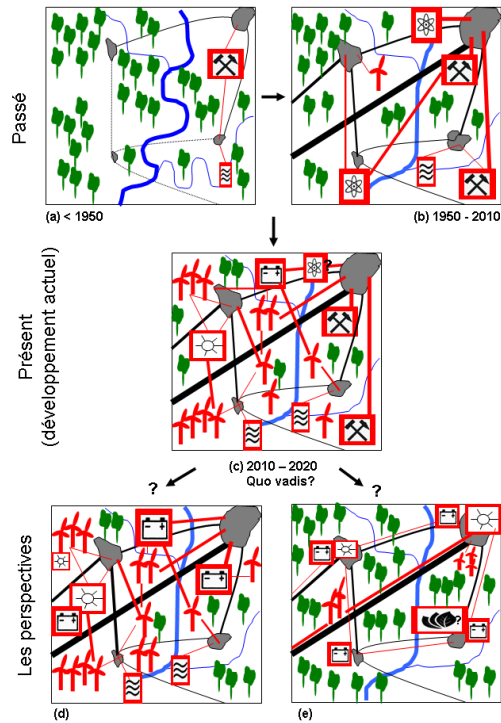 Passé
(a) < 1950
(b) 1950 - 2010
Présent
(développement actuel)
?
(c) 2010 – 2020
Quo vadis?
?
?
Les perspectives
?
(d)
(e)